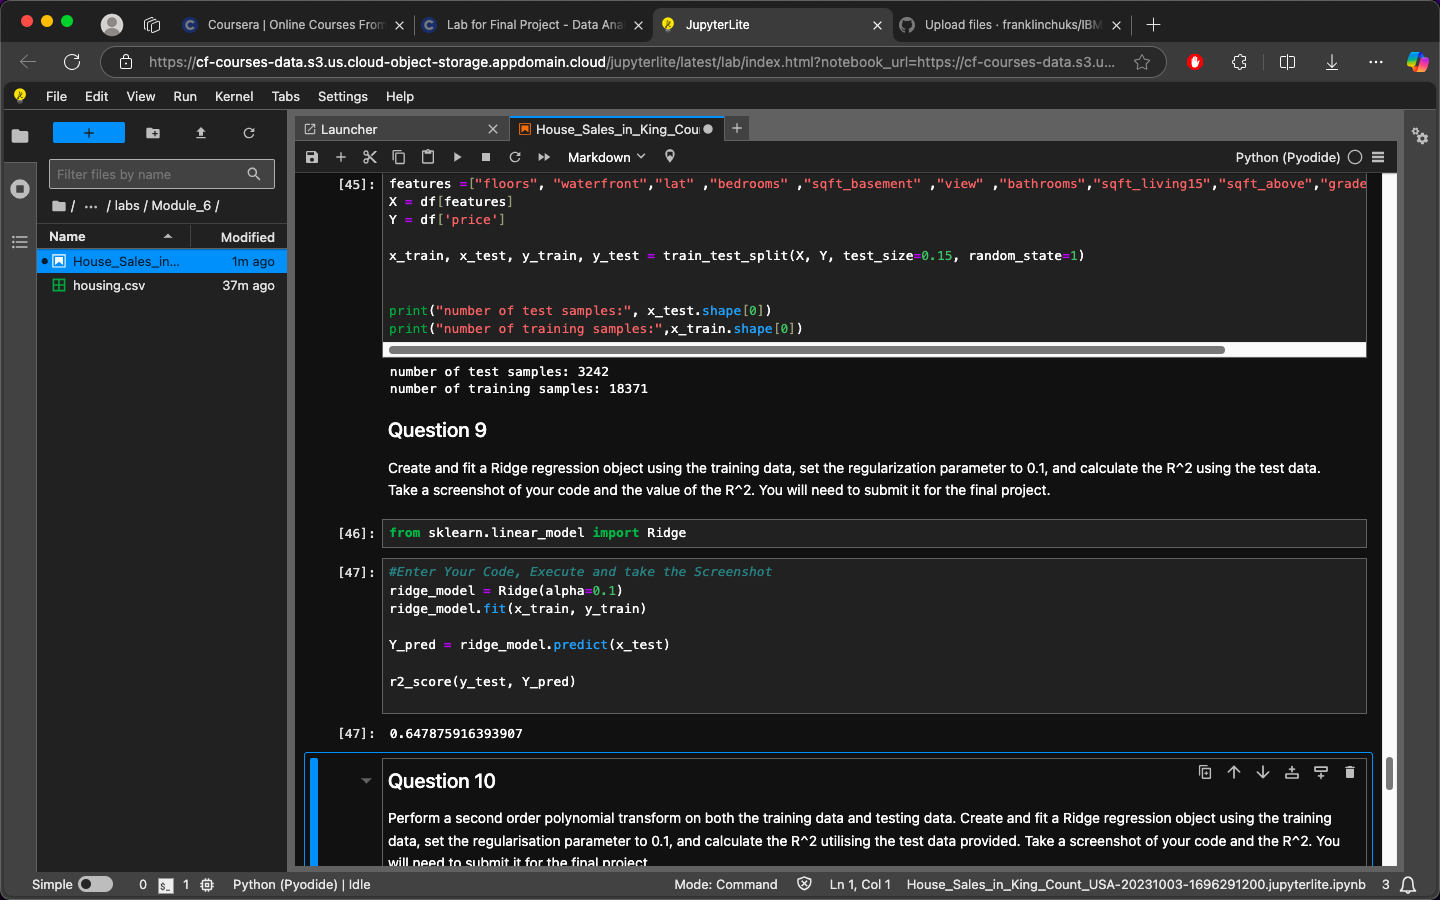 Coursera | Online Courses From
Lab for Final Project - Data Ana
JupyterLite
Upload files · franklinchuks/IBM
https://cf-courses-data.s3.us.cloud-object-storage.appdomain.cloud/jupyterlite/latest/lab/index.html?notebook_url=https://cf-courses-data.s3.u...
File Edit View Run Kernel Tabs Settings Help
Launcher
House_Sales_in_King_Cou
Filter files by name
/ ... / labs / Module_6 /
Name Modified
House_Sales_in... 1m ago
housing.csv 37m ago
Markdown
Python (Pyodide)
[45]: features =["floors", "waterfront","lat" ,"bedrooms" ,"sqft_basement" ,"view" ,"bathrooms","sqft_living15","sqft_above","grade
X = df[features]
Y = df['price']
x_train, x_test, y_train, y_test = train_test_split(X, Y, test_size=0.15, random_state=1)
print("number of test samples:", x_test.shape[0])
print("number of training samples:",x_train.shape[0])
number of test samples: 3242
number of training samples: 18371
Question 9
Create and fit a Ridge regression object using the training data, set the regularization parameter to 0.1, and calculate the R^2 using the test data.
Take a screenshot of your code and the value of the R^2. You will need to submit it for the final project.
[46]: from sklearn.linear_model import Ridge
[47]: #Enter Your Code, Execute and take the Screenshot
ridge_model = Ridge(alpha=0.1)
ridge_model.fit(x_train, y_train)
Y_pred = ridge_model.predict(x_test)
r2_score(y_test, Y_pred)
[47]: 0.647875916393907
Question 10
Perform a second order polynomial transform on both the training data and testing data. Create and fit a Ridge regression object using the training
data, set the regularisation parameter to 0.1, and calculate the R^2 utilising the test data provided. Take a screenshot of your code and the R^2. You
will need to submit it for the final project.
Simple 0 $_ 1 Python (Pyodide) | Idle
Mode: Command Ln 1, Col 1 House_Sales_in_King_Count_USA-20231003-1696291200.jupyterlite.ipynb 3